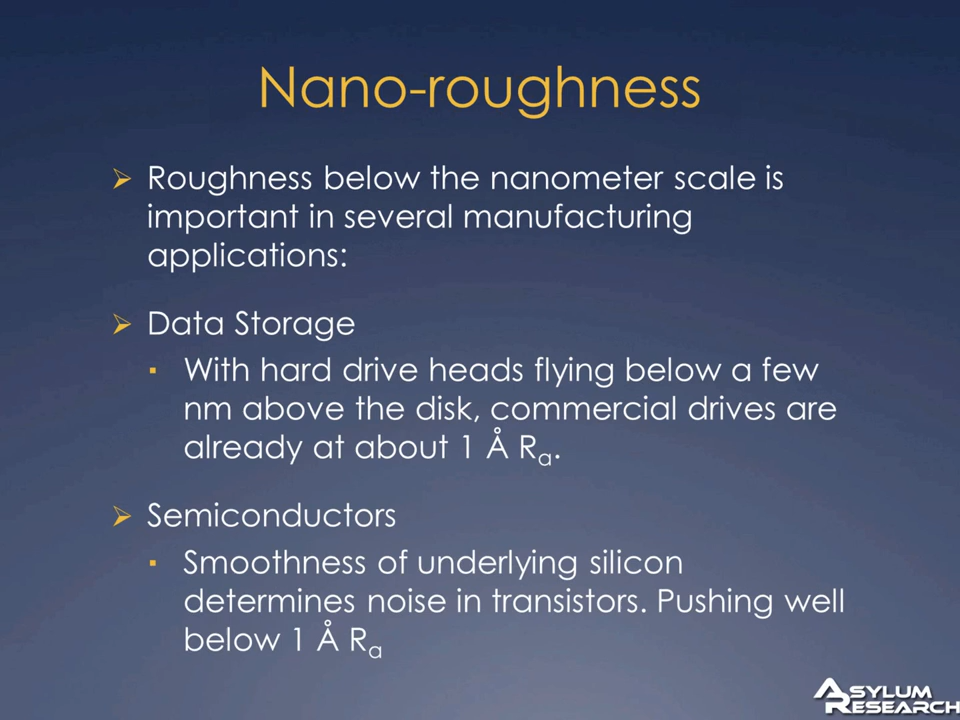 Nano-roughness
➢ Roughness below the nanometer scale is
important in several manufacturing
applications:
➢ Data Storage
▪ With hard drive heads flying below a few
nm above the disk, commercial drives are
already at about 1 Å Ra.
➢ Semiconductors
▪ Smoothness of underlying silicon
determines noise in transistors. Pushing well
below 1 Å Ra
ASYLUM
RESEARCH